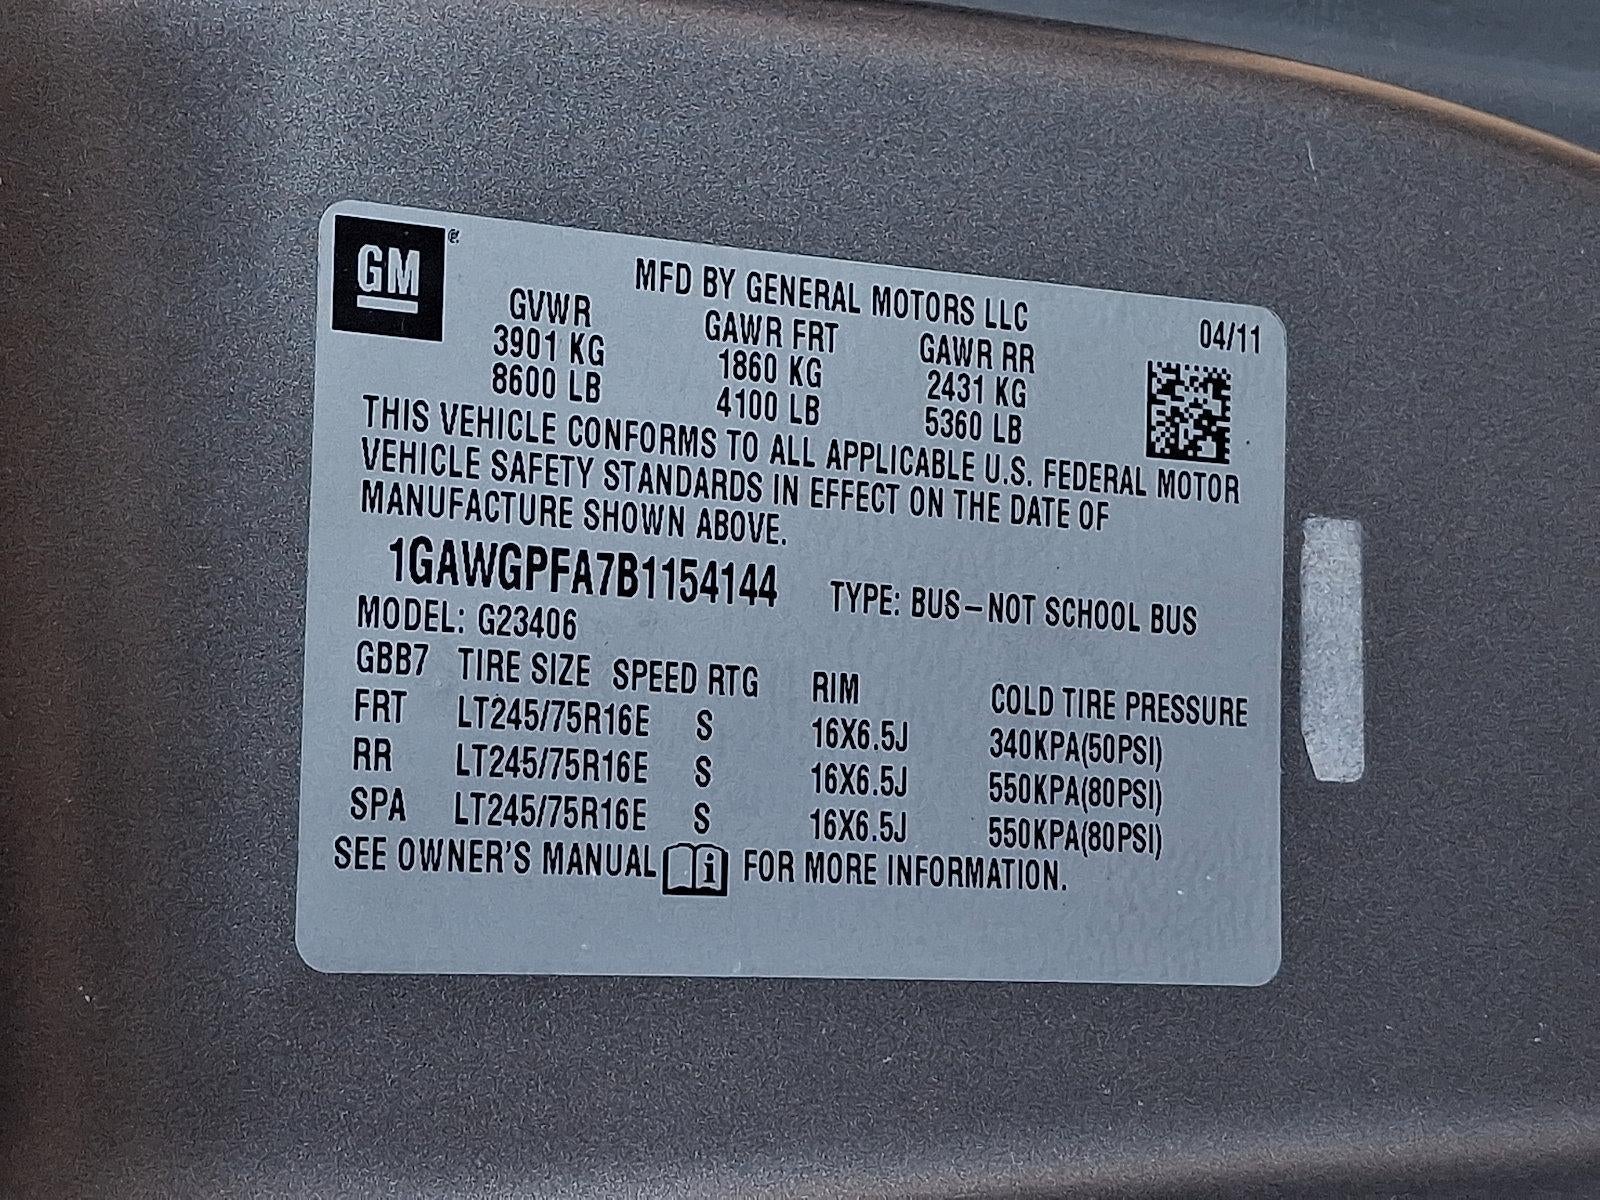 GM
MFD BY GENERAL MOTORS LLC
04/11
GVWR GAWR FRT GAWR RR
3901 KG 1860 KG 2431 KG
8600 LB 4100 LB 5360 LB
THIS VEHICLE CONFORMS TO ALL APPLICABLE U.S. FEDERAL MOTOR
VEHICLE SAFETY STANDARDS IN EFFECT ON THE DATE OF
MANUFACTURE SHOWN ABOVE.
1GAWGPFA7B1154144 TYPE: BUS–NOT SCHOOL BUS
MODEL: G23406
GBB7 TIRE SIZE SPEED RTG RIM COLD TIRE PRESSURE
FRT LT245/75R16E S 16X6.5J 340KPA(50PSI)
RR LT245/75R16E S 16X6.5J 550KPA(80PSI)
SPA LT245/75R16E S 16X6.5J 550KPA(80PSI)
SEE OWNER'S MANUAL i FOR MORE INFORMATION.